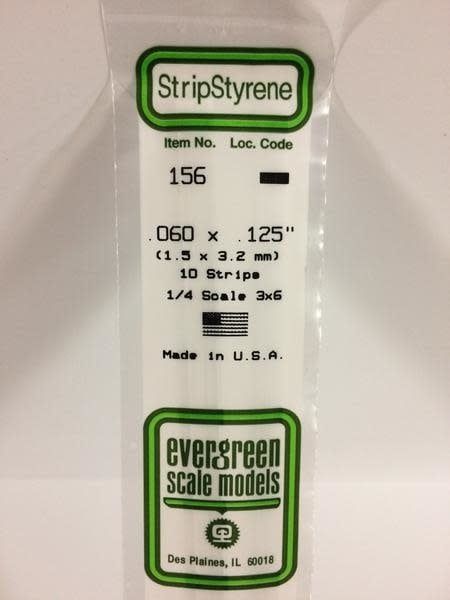 StripStyrene
Item No. Loc. Code
156
.060 x .125"
(1.5 x 3.2 mm)
10 Strips
1/4 Scale 3x6
Made in U.S.A.
evergreen
scale models
Des Plaines, IL 60018